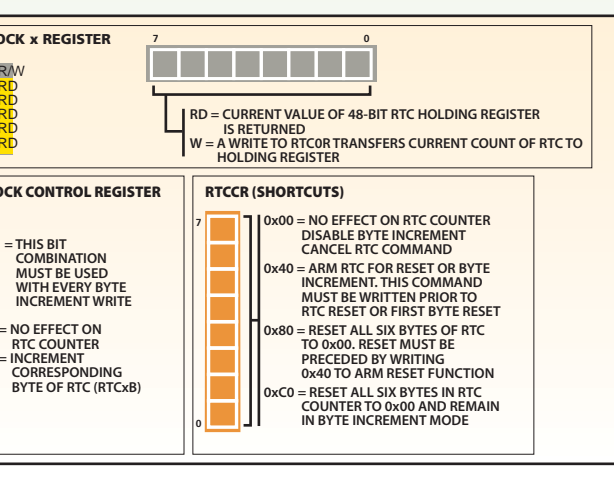 OCK x REGISTER
7 0
R/W
RD
RD
RD
RD
RD
RD = CURRENT VALUE OF 48-BIT RTC HOLDING REGISTER
IS RETURNED
W = A WRITE TO RTC0R TRANSFERS CURRENT COUNT OF RTC TO
HOLDING REGISTER
OCK CONTROL REGISTER
= THIS BIT
COMBINATION
MUST BE USED
WITH EVERY BYTE
INCREMENT WRITE
= NO EFFECT ON
RTC COUNTER
= INCREMENT
CORRESPONDING
BYTE OF RTC (RTCxB)
RTCCR (SHORTCUTS)
7
0x00 = NO EFFECT ON RTC COUNTER
DISABLE BYTE INCREMENT
CANCEL RTC COMMAND
0x40 = ARM RTC FOR RESET OR BYTE
INCREMENT. THIS COMMAND
MUST BE WRITTEN PRIOR TO
RTC RESET OR FIRST BYTE RESET
0x80 = RESET ALL SIX BYTES OF RTC
TO 0x00. RESET MUST BE
PRECEDED BY WRITING
0x40 TO ARM RESET FUNCTION
0xC0 = RESET ALL SIX BYTES IN RTC
COUNTER TO 0x00 AND REMAIN
IN BYTE INCREMENT MODE
0